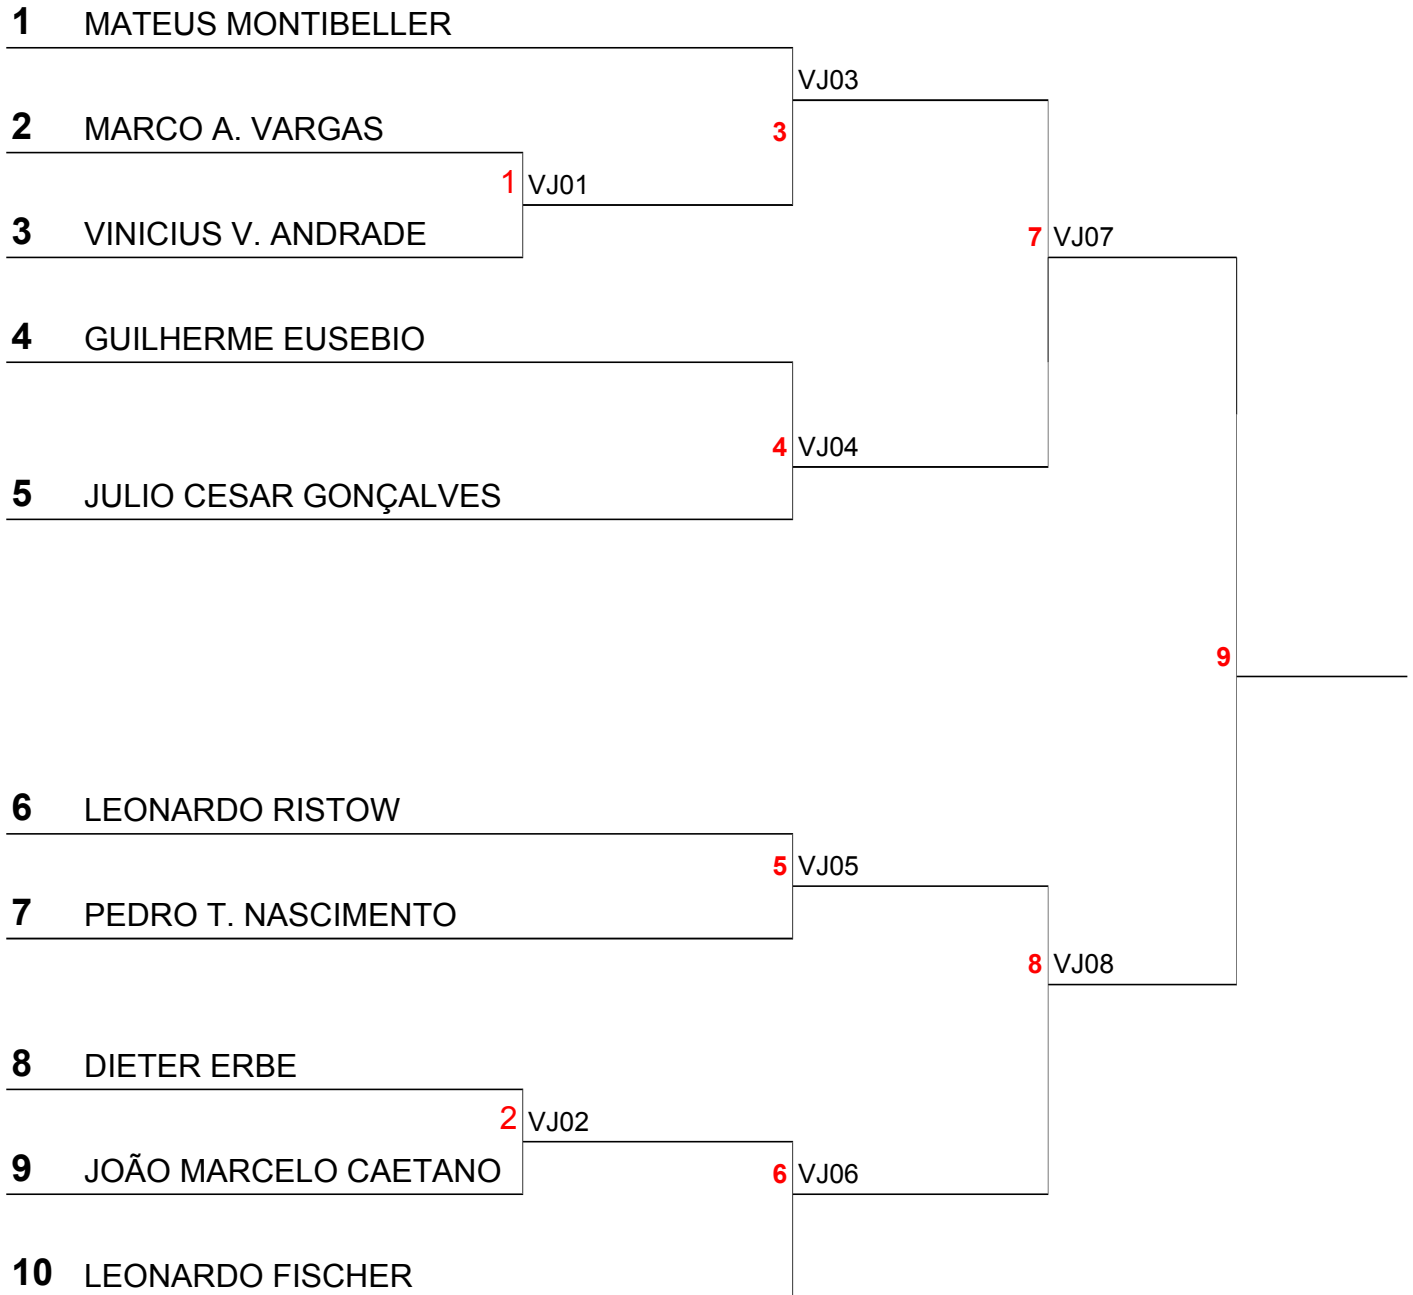 1 MATEUS MONTIBELLER
VJ03
2 MARCO A. VARGAS
3
1 VJ01
3 VINICIUS V. ANDRADE
7 VJ07
4 GUILHERME EUSEBIO
4 VJ04
5 JULIO CESAR GONÇALVES
9
6 LEONARDO RISTOW
5 VJ05
7 PEDRO T. NASCIMENTO
8 VJ08
8 DIETER ERBE
2 VJ02
9 JOÃO MARCELO CAETANO
6 VJ06
10 LEONARDO FISCHER